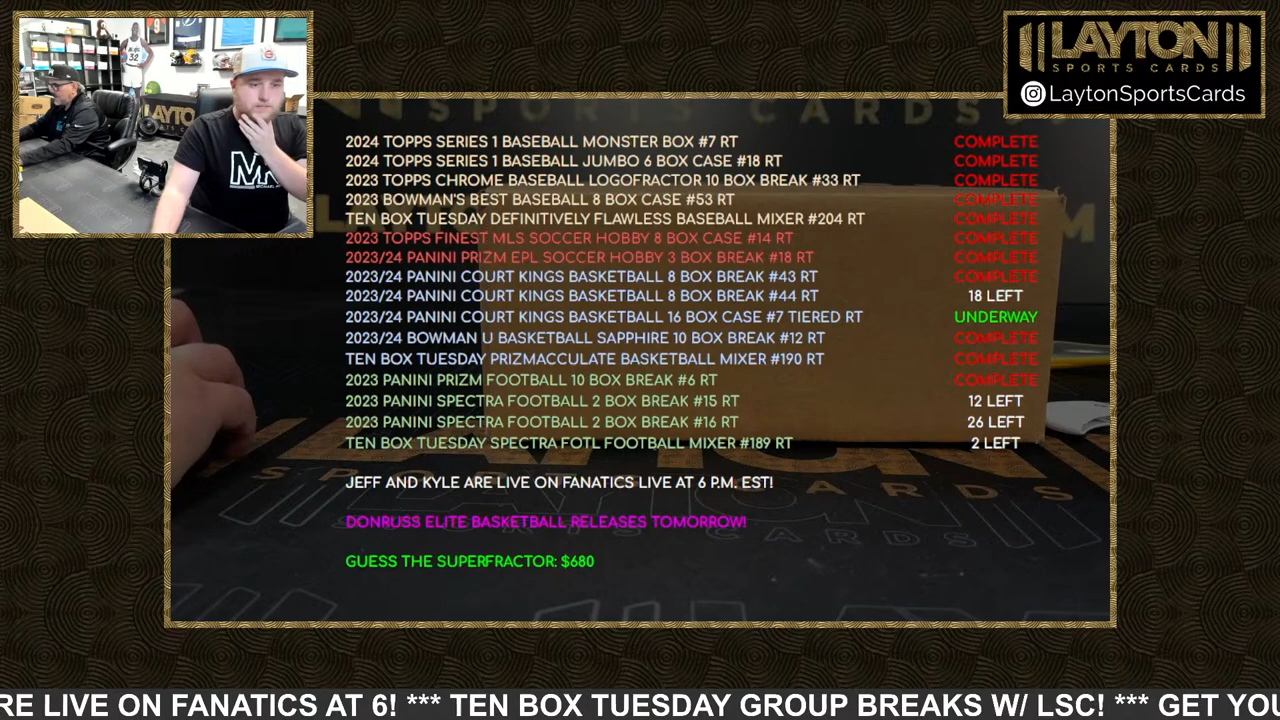 LAYTON
SPORTS CARDS
LaytonSportsCards
2024 TOPPS SERIES 1 BASEBALL MONSTER BOX #7 RT COMPLETE
2024 TOPPS SERIES 1 BASEBALL JUMBO 6 BOX CASE #18 RT COMPLETE
2023 TOPPS CHROME BASEBALL LOGOFRACTOR 10 BOX BREAK #33 RT COMPLETE
2023 BOWMAN'S BEST BASEBALL 8 BOX CASE #53 RT COMPLETE
TEN BOX TUESDAY DEFINITIVELY FLAWLESS BASEBALL MIXER #204 RT COMPLETE
2023 TOPPS FINEST MLS SOCCER HOBBY 8 BOX CASE #14 RT COMPLETE
2023/24 PANINI PRIZM EPL SOCCER HOBBY 3 BOX BREAK #18 RT COMPLETE
2023/24 PANINI COURT KINGS BASKETBALL 8 BOX BREAK #43 RT COMPLETE
2023/24 PANINI COURT KINGS BASKETBALL 8 BOX BREAK #44 RT 18 LEFT
2023/24 PANINI COURT KINGS BASKETBALL 16 BOX CASE #7 TIERED RT UNDERWAY
2023/24 BOWMAN U BASKETBALL SAPPHIRE 10 BOX BREAK #12 RT COMPLETE
TEN BOX TUESDAY PRIZMACCULATE BASKETBALL MIXER #190 RT COMPLETE
2023 PANINI PRIZM FOOTBALL 10 BOX BREAK #6 RT COMPLETE
2023 PANINI SPECTRA FOOTBALL 2 BOX BREAK #15 RT 12 LEFT
2023 PANINI SPECTRA FOOTBALL 2 BOX BREAK #16 RT 26 LEFT
TEN BOX TUESDAY SPECTRA FOTL FOOTBALL MIXER #189 RT 2 LEFT
JEFF AND KYLE ARE LIVE ON FANATICS LIVE AT 6 P.M. EST!
DONRUSS ELITE BASKETBALL RELEASES TOMORROW!
GUESS THE SUPERFRACTOR: $680
RE LIVE ON FANATICS AT 6! *** TEN BOX TUESDAY GROUP BREAKS W/ LSC! *** GET YOU